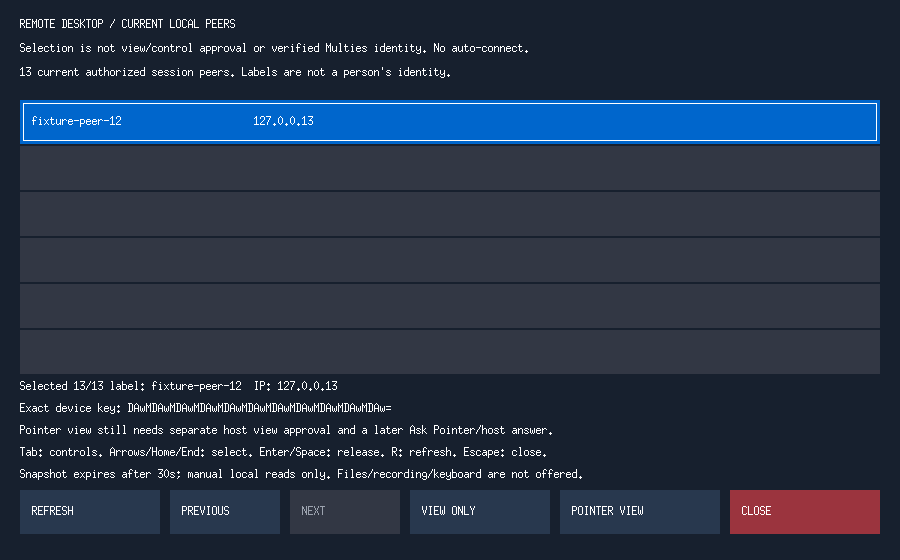 REMOTE DESKTOP / CURRENT LOCAL PEERS
Selection is not view/control approval or verified Multies identity. No auto-connect.
13 current authorized session peers. Labels are not a person's identity.
fixture-peer-12 127.0.0.13
Selected 13/13 label: fixture-peer-12 IP: 127.0.0.13
Exact device key: DAwMDAwMDAwMDAwMDAwMDAwMDAwMDAwMDAwMDAwMDAw=
Pointer view still needs separate host view approval and a later Ask Pointer/host answer.
Tab: controls. Arrows/Home/End: select. Enter/Space: release. R: refresh. Escape: close.
Snapshot expires after 30s; manual local reads only. Files/recording/keyboard are not offered.
REFRESH PREVIOUS NEXT VIEW ONLY POINTER VIEW CLOSE